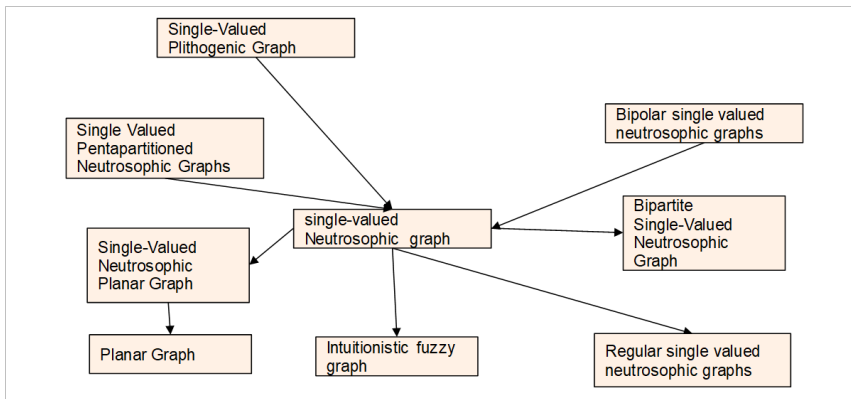 Single-Valued
Plithogenic Graph
Bipolar single valued
neutrosophic graphs
Single Valued
Pentapartitioned
Neutrosophic Graphs
single-valued
Neutrosophic graph
Bipartite
Single-Valued
Neutrosophic
Graph
Single-Valued
Neutrosophic
Planar Graph
Planar Graph
Intuitionistic fuzzy
graph
Regular single valued
neutrosophic graphs